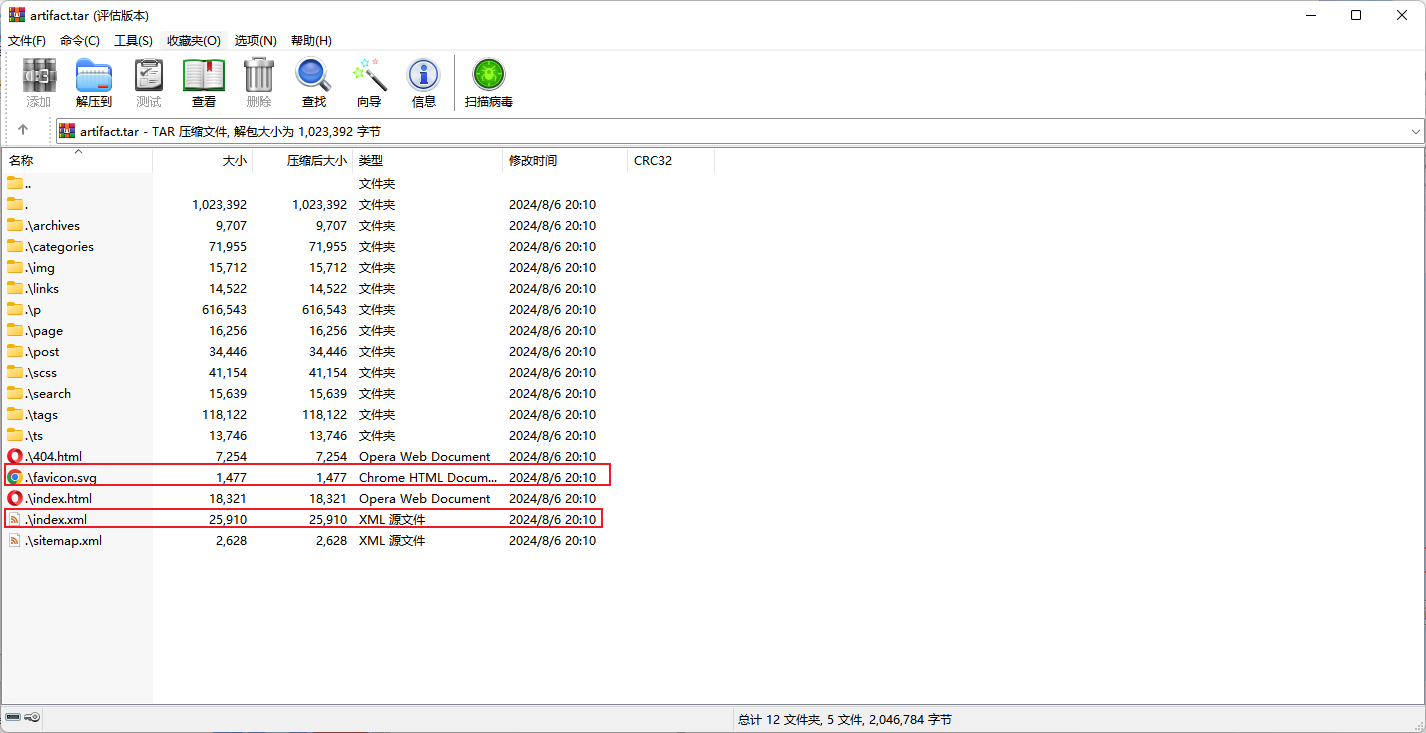 artifact.tar (评估版本)
文件(F) 命令(C) 工具(S) 收藏夹(O) 选项(N) 帮助(H)
添加 解压到 测试 查看 删除 查找 向导 信息 扫描病毒
artifact.tar - TAR 压缩文件, 解包大小为 1,023,392 字节
名称 大小 压缩后大小 类型 修改时间 CRC32
.. 文件夹
. 1,023,392 1,023,392 文件夹 2024/8/6 20:10
.\archives 9,707 9,707 文件夹 2024/8/6 20:10
.\categories 71,955 71,955 文件夹 2024/8/6 20:10
.\img 15,712 15,712 文件夹 2024/8/6 20:10
.\links 14,522 14,522 文件夹 2024/8/6 20:10
.\p 616,543 616,543 文件夹 2024/8/6 20:10
.\page 16,256 16,256 文件夹 2024/8/6 20:10
.\post 34,446 34,446 文件夹 2024/8/6 20:10
.\scss 41,154 41,154 文件夹 2024/8/6 20:10
.\search 15,639 15,639 文件夹 2024/8/6 20:10
.\tags 118,122 118,122 文件夹 2024/8/6 20:10
.\ts 13,746 13,746 文件夹 2024/8/6 20:10
.\404.html 7,254 7,254 Opera Web Document 2024/8/6 20:10
.\favicon.svg 1,477 1,477 Chrome HTML Docum... 2024/8/6 20:10
.\index.html 18,321 18,321 Opera Web Document 2024/8/6 20:10
.\index.xml 25,910 25,910 XML 源文件 2024/8/6 20:10
.\sitemap.xml 2,628 2,628 XML 源文件 2024/8/6 20:10
总计 12 文件夹, 5 文件, 2,046,784 字节